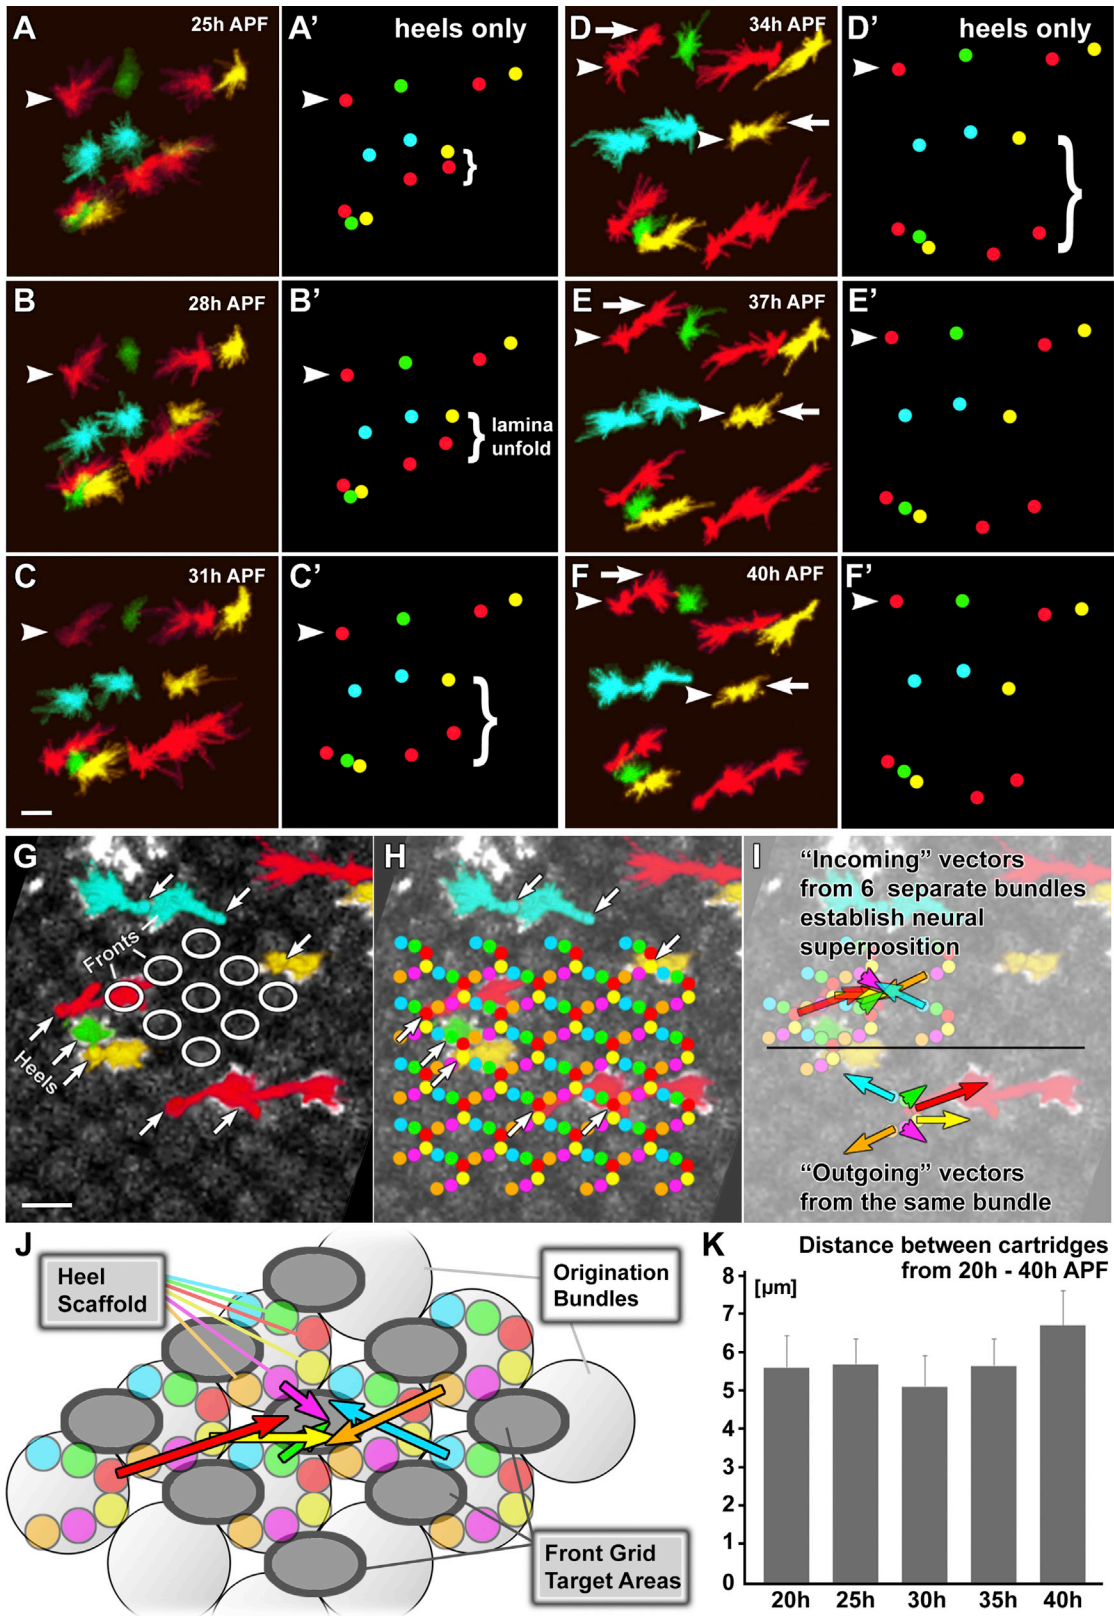 A
25h APF
A’
heels only
D
34h APF
D’
heels only
B
28h APF
B’
lamina
unfold
E
37h APF
E’
C
31h APF
C’
F
40h APF
F’
G
Fronts
Heels
H
I
“Incoming” vectors
from 6 separate bundles
establish neural
superposition
“Outgoing” vectors
from the same bundle
J
Heel
Scaffold
Origination
Bundles
Front Grid
Target Areas
K
Distance between cartridges
from 20h - 40h APF
[µm]
8
7
6
5
4
3
2
1
0
20h 25h 30h 35h 40h